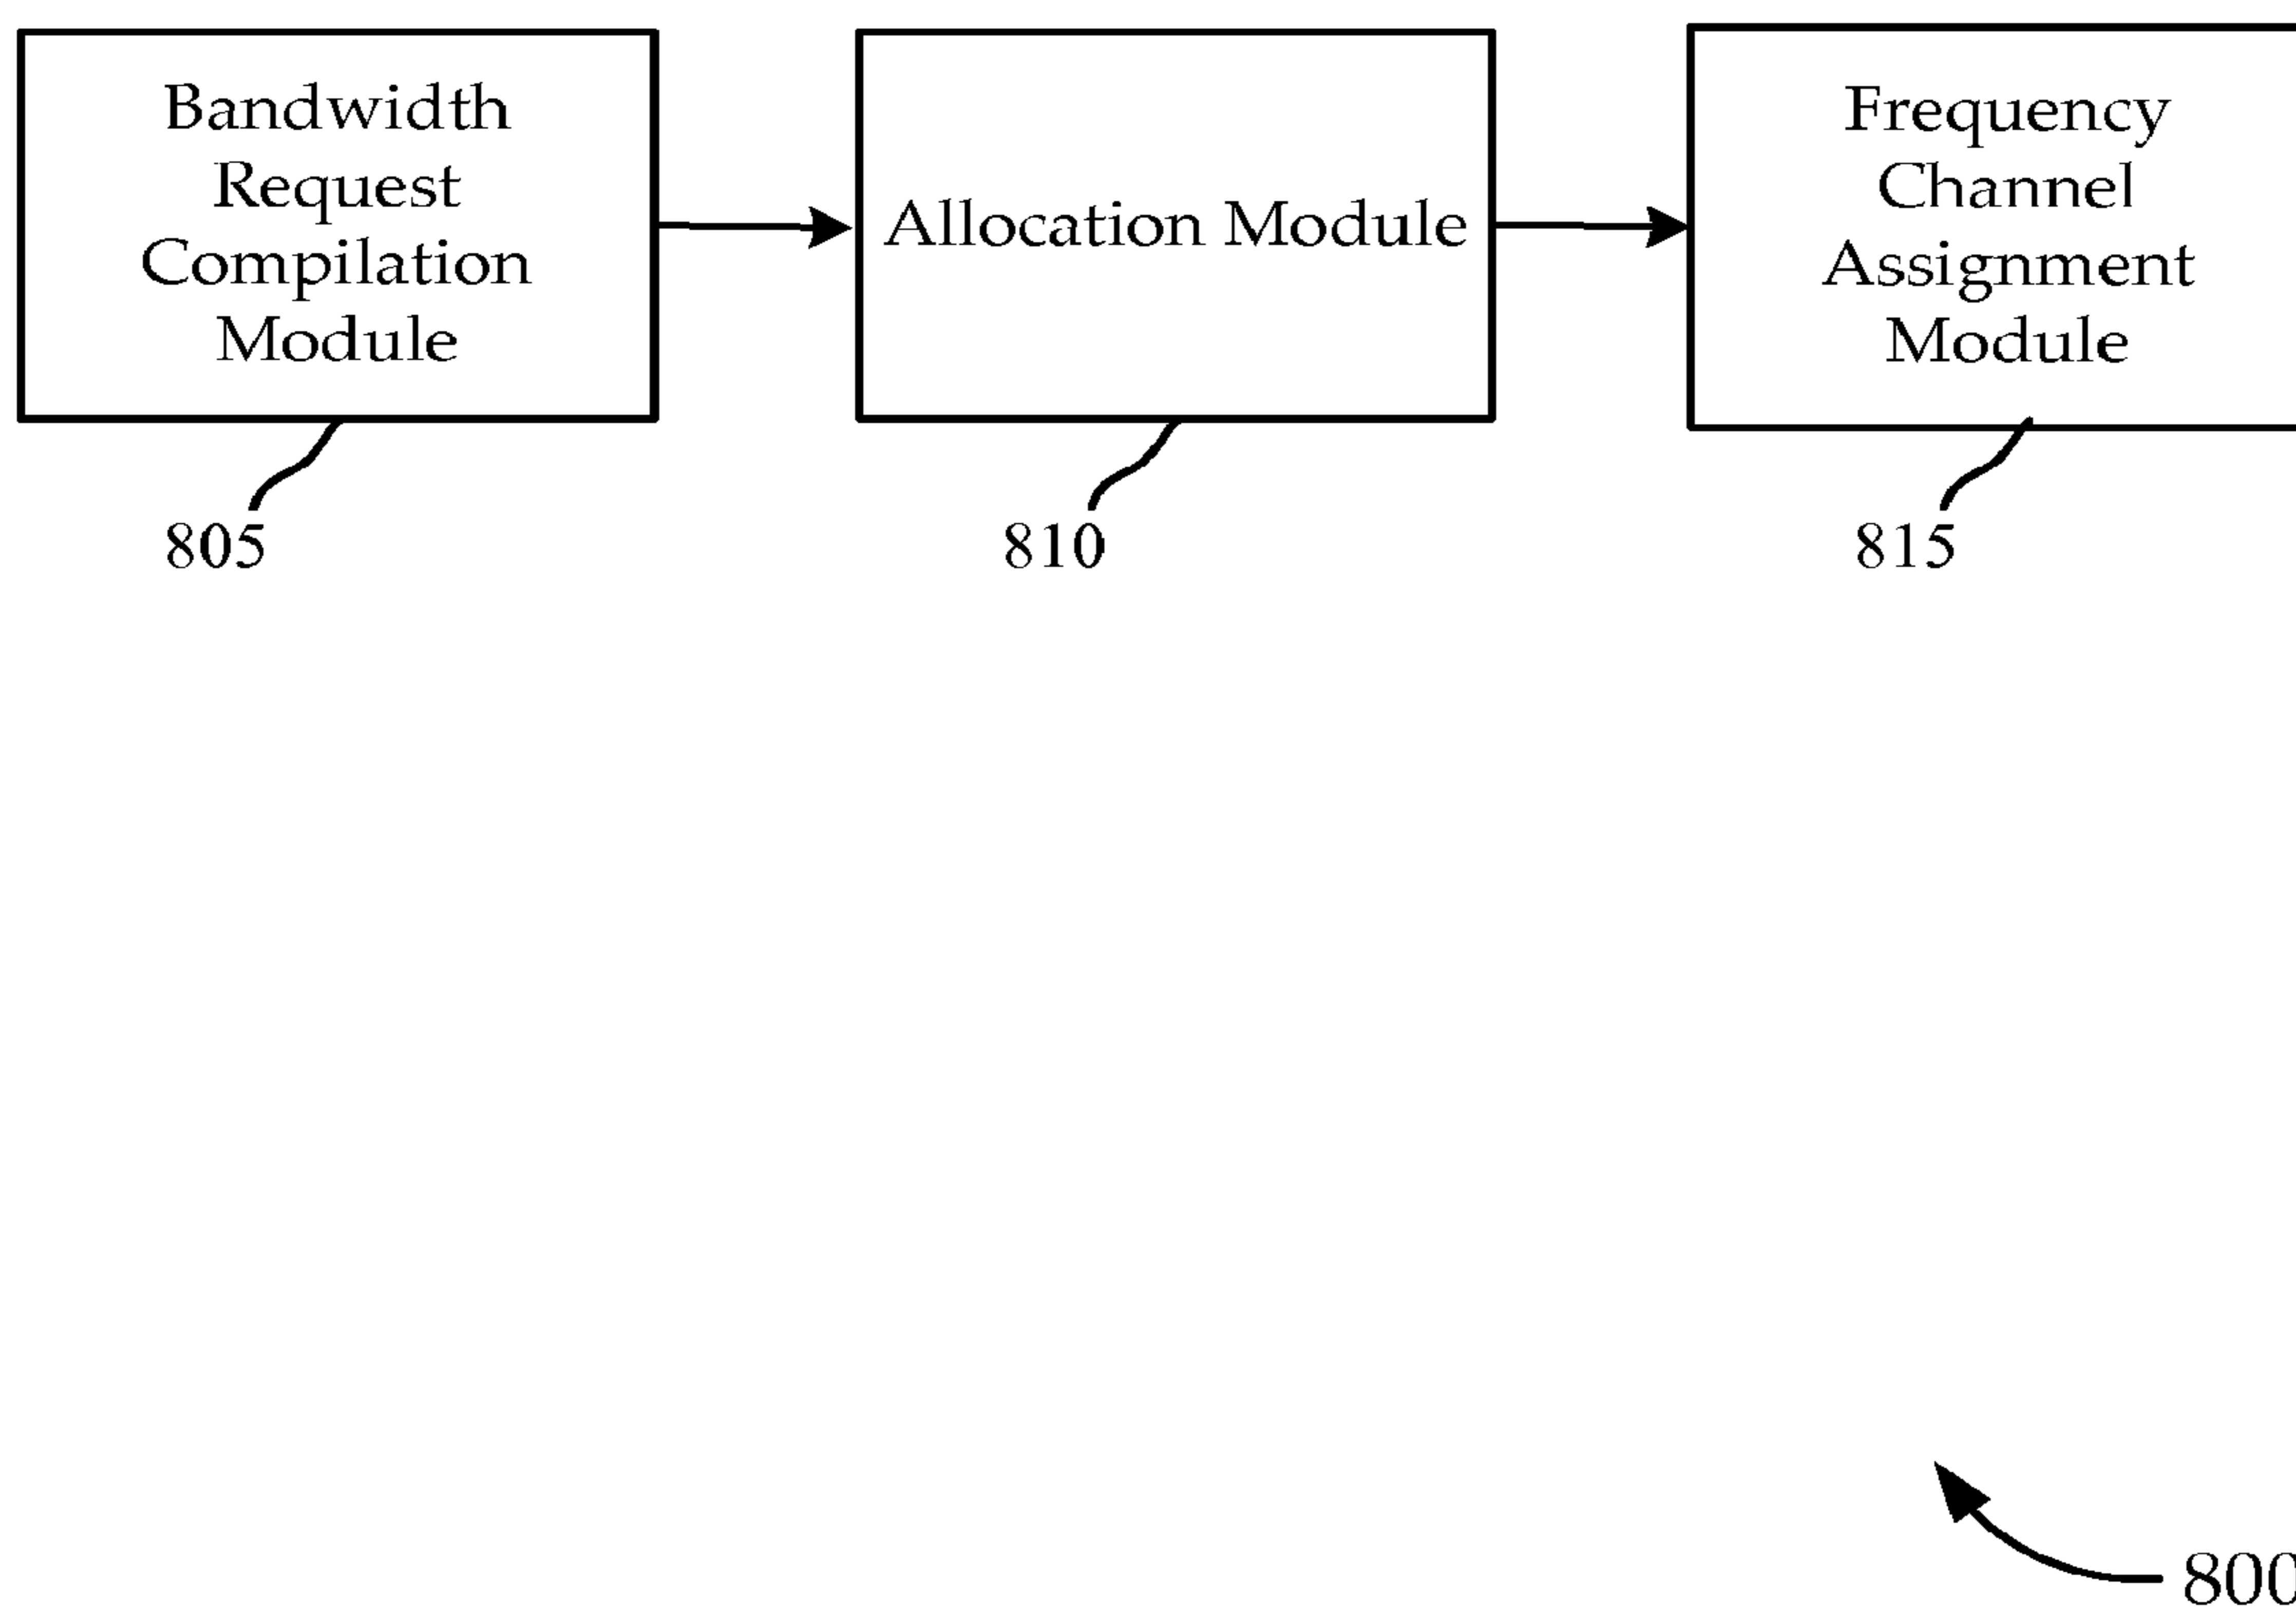 Bandwidth
Request
Compilation
Module
Allocation Module
Frequency
Channel
Assignment
Module
805
810
815
800